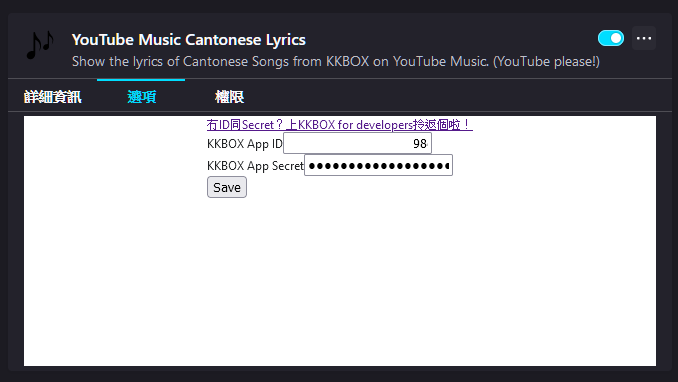 YouTube Music Cantonese Lyrics
Show the lyrics of Cantonese Songs from KKBOX on YouTube Music. (YouTube please!)
詳細資訊 選項 權限
冇ID同Secret？上KKBOX for developers拎返個啦！
KKBOX App ID 98
KKBOX App Secret ●●●●●●●●●●●●●●●●●●
Save